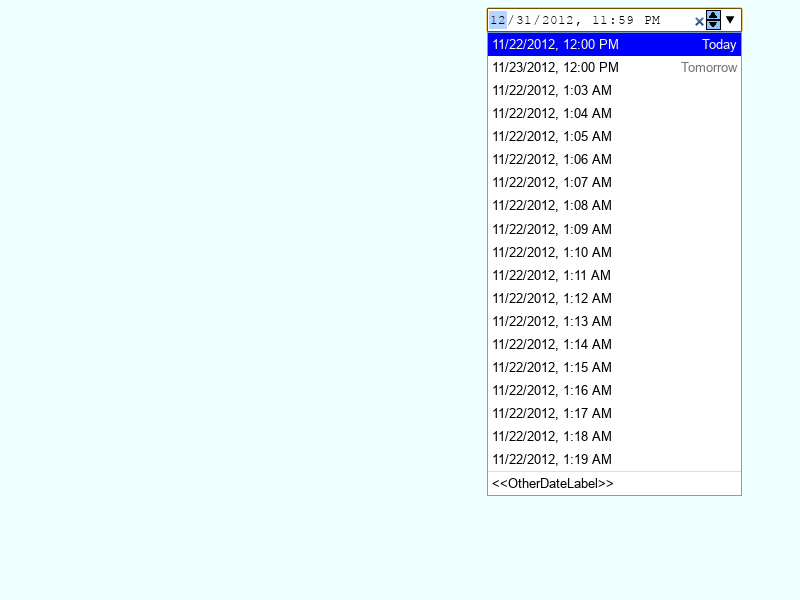 12/31/2012, 11:59 PM
11/22/2012, 12:00 PM Today
11/23/2012, 12:00 PM Tomorrow
11/22/2012, 1:03 AM
11/22/2012, 1:04 AM
11/22/2012, 1:05 AM
11/22/2012, 1:06 AM
11/22/2012, 1:07 AM
11/22/2012, 1:08 AM
11/22/2012, 1:09 AM
11/22/2012, 1:10 AM
11/22/2012, 1:11 AM
11/22/2012, 1:12 AM
11/22/2012, 1:13 AM
11/22/2012, 1:14 AM
11/22/2012, 1:15 AM
11/22/2012, 1:16 AM
11/22/2012, 1:17 AM
11/22/2012, 1:18 AM
11/22/2012, 1:19 AM
<<OtherDateLabel>>